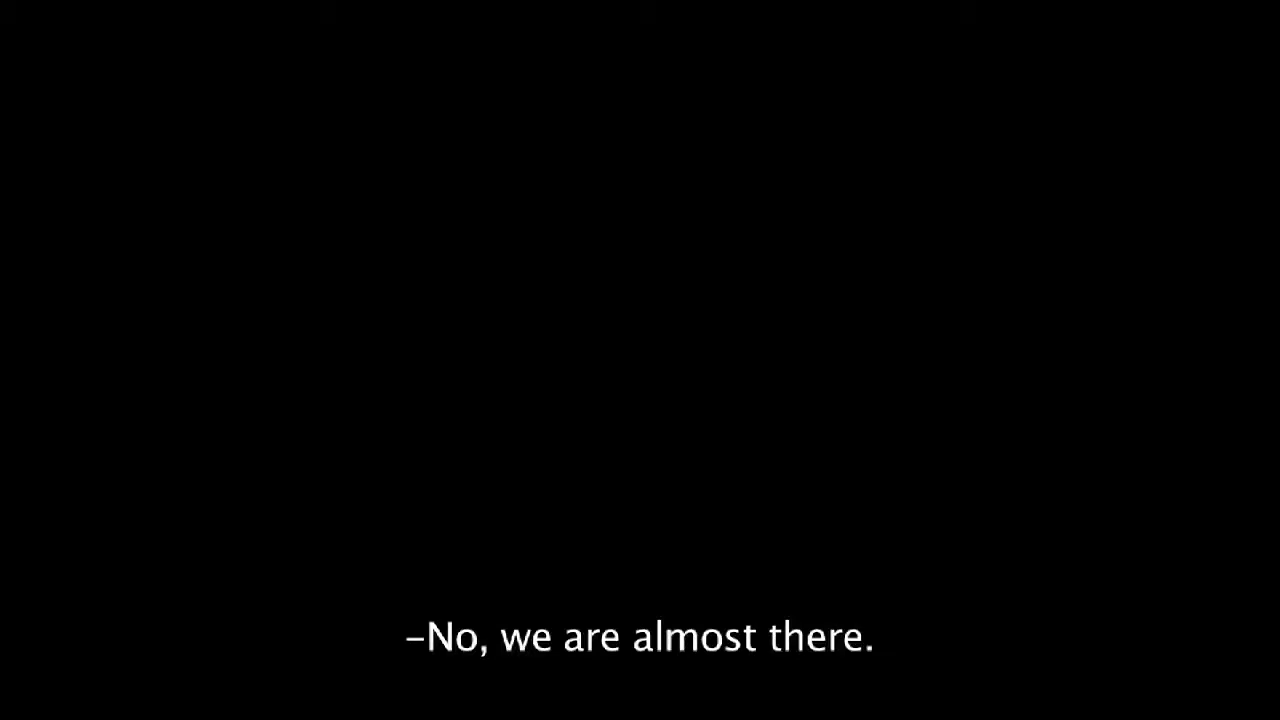 –No, we are almost there.